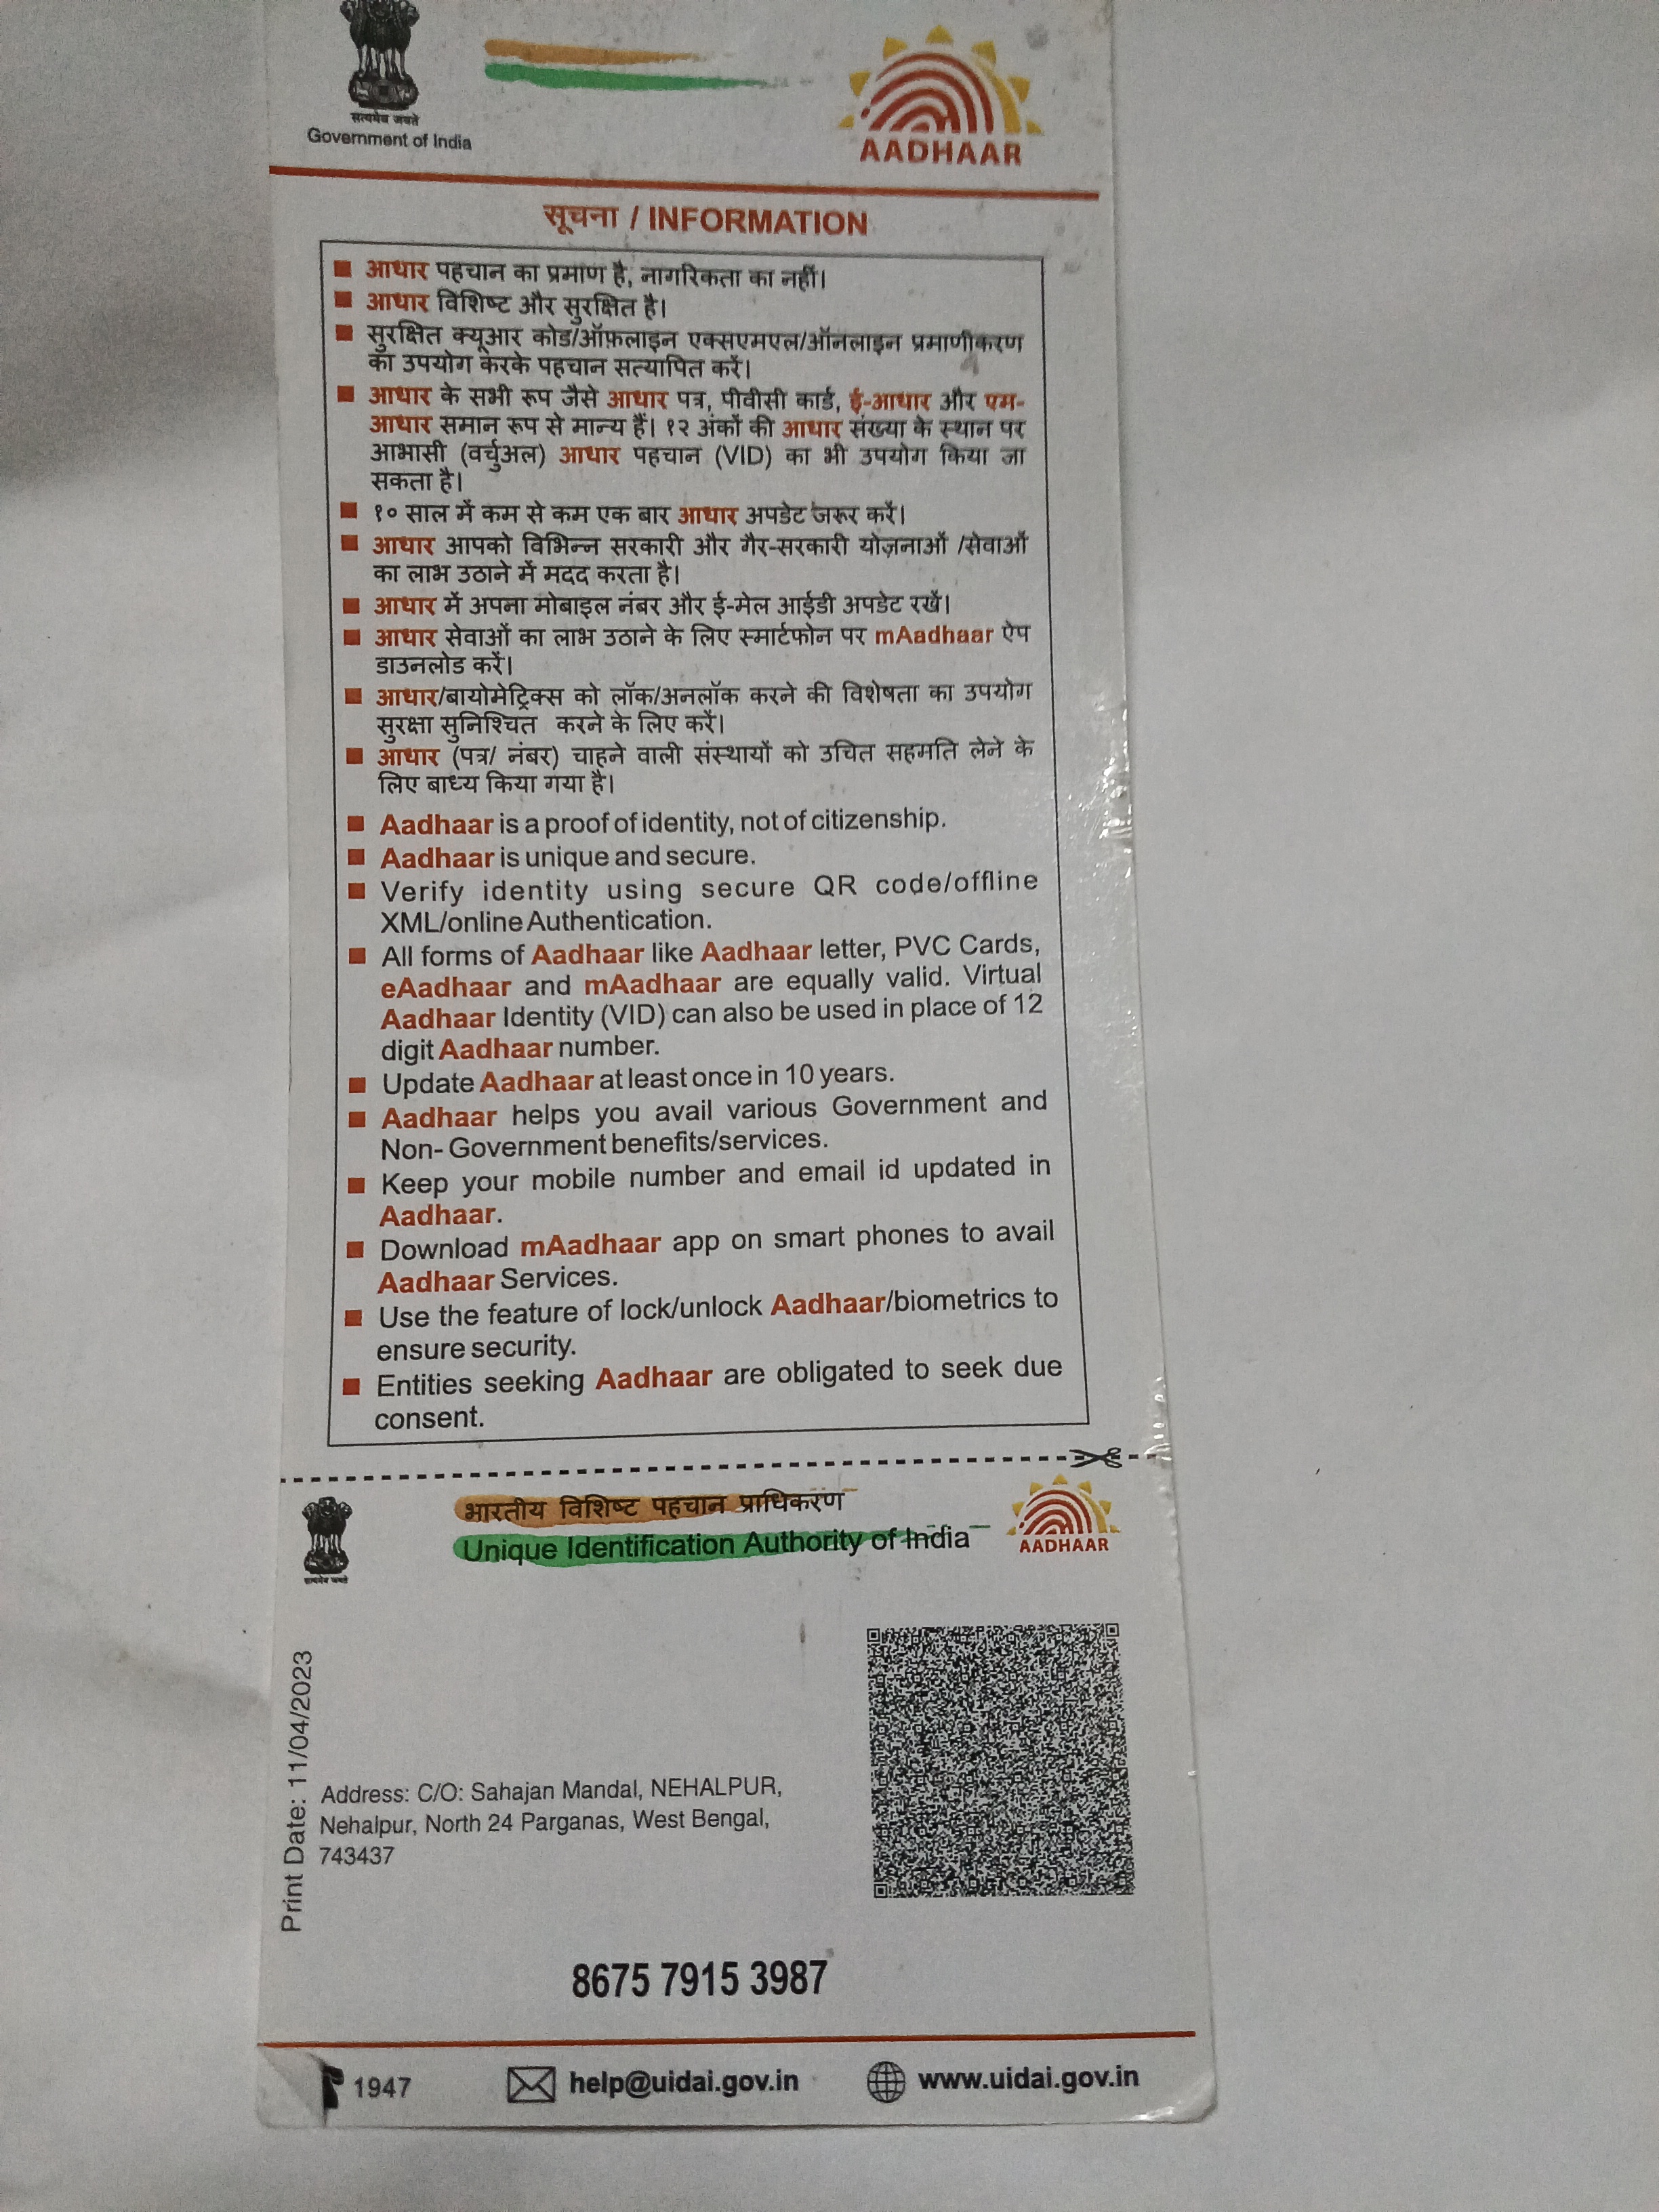 सत्यमेव जयते
Government of India
AADHAAR
सूचना / INFORMATION
आधार पहचान का प्रमाण है, नागरिकता का नहीं।
आधार विशिष्ट और सुरक्षित है।
सुरक्षित क्यूआर कोड/ऑफ़लाइन एक्सएमएल/ऑनलाइन प्रमाणीकरण
का उपयोग करके पहचान सत्यापित करें।
आधार के सभी रूप जैसे आधार पत्र, पीवीसी कार्ड, ई-आधार और एम-
आधार समान रूप से मान्य हैं। १२ अंकों की आधार संख्या के स्थान पर
आभासी (वर्चुअल) आधार पहचान (VID) का भी उपयोग किया जा
सकता है।
१० साल में कम से कम एक बार आधार अपडेट जरूर करें।
आधार आपको विभिन्न सरकारी और गैर-सरकारी योज़नाओं /सेवाओं
का लाभ उठाने में मदद करता है।
आधार में अपना मोबाइल नंबर और ई-मेल आईडी अपडेट रखें।
आधार सेवाओं का लाभ उठाने के लिए स्मार्टफोन पर mAadhaar ऐप
डाउनलोड करें।
आधार/बायोमेट्रिक्स को लॉक/अनलॉक करने की विशेषता का उपयोग
सुरक्षा सुनिश्चित करने के लिए करें।
आधार (पत्र/ नंबर) चाहने वाली संस्थायों को उचित सहमति लेने के
लिए बाध्य किया गया है।
Aadhaar is a proof of identity, not of citizenship.
Aadhaar is unique and secure.
Verify identity using secure QR code/offline
XML/online Authentication.
All forms of Aadhaar like Aadhaar letter, PVC Cards,
eAadhaar and mAadhaar are equally valid. Virtual
Aadhaar Identity (VID) can also be used in place of 12
digit Aadhaar number.
Update Aadhaar at least once in 10 years.
Aadhaar helps you avail various Government and
Non- Government benefits/services.
Keep your mobile number and email id updated in
Aadhaar.
Download mAadhaar app on smart phones to avail
Aadhaar Services.
Use the feature of lock/unlock Aadhaar/biometrics to
ensure security.
Entities seeking Aadhaar are obligated to seek due
consent.
भारतीय विशिष्ट पहचान प्राधिकरण
Unique Identification Authority of India
AADHAAR
सत्यमेव जयते
Print Date: 11/04/2023
Address: C/O: Sahajan Mandal, NEHALPUR,
Nehalpur, North 24 Parganas, West Bengal,
743437
8675 7915 3987
1947
help@uidai.gov.in
www.uidai.gov.in